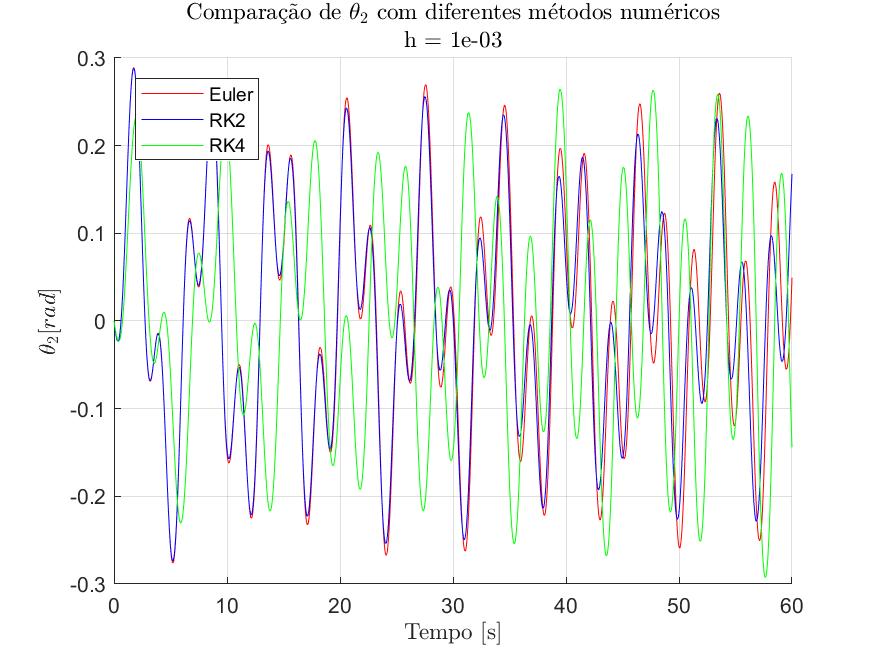 Comparação de θ₂ com diferentes métodos numéricos
h = 1e-03
Euler
RK2
RK4
0.3
0.2
0.1
0
-0.1
-0.2
-0.3
θ₂[rad]
0 10 20 30 40 50 60
Tempo [s]